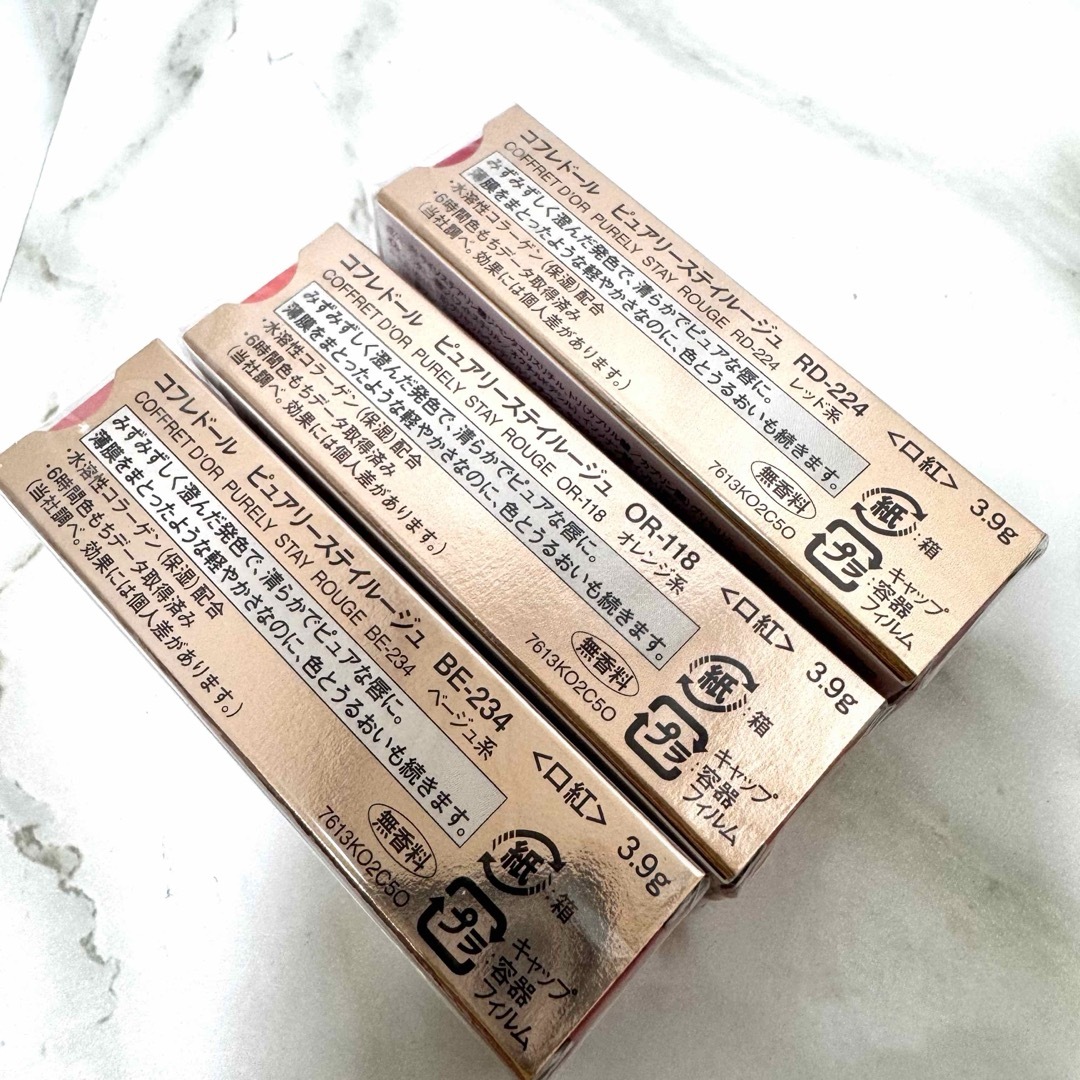 コフレドール ピュアリーステイルージュ RD-224
COFFRET D'OR PURELY STAY ROUGE RD-224 レッド系
<口紅> 3.9g
みずみずしく澄んだ発色で、清らかでピュアな唇に。
薄膜をまとったような軽やかさなのに、色とうるおいも続きます。
・水溶性コラーゲン(保湿)配合
・6時間色もちデータ取得済み
(当社調べ。効果には個人差があります。)
無香料
7613KO2C5O
紙 :箱
プラ キャップ
:容器
フィルム
コフレドール ピュアリーステイルージュ OR-118
COFFRET D'OR PURELY STAY ROUGE OR-118 オレンジ系
<口紅> 3.9g
みずみずしく澄んだ発色で、清らかでピュアな唇に。
薄膜をまとったような軽やかさなのに、色とうるおいも続きます。
・水溶性コラーゲン(保湿)配合
・6時間色もちデータ取得済み
(当社調べ。効果には個人差があります。)
無香料
7613KO2C5O
紙 :箱
プラ キャップ
:容器
フィルム
コフレドール ピュアリーステイルージュ BE-234
COFFRET D'OR PURELY STAY ROUGE BE-234 ベージュ系
<口紅> 3.9g
みずみずしく澄んだ発色で、清らかでピュアな唇に。
薄膜をまとったような軽やかさなのに、色とうるおいも続きます。
・水溶性コラーゲン(保湿)配合
・6時間色もちデータ取得済み
(当社調べ。効果には個人差があります。)
無香料
7613KO2C5O
紙 :箱
プラ キャップ
:容器
フィルム